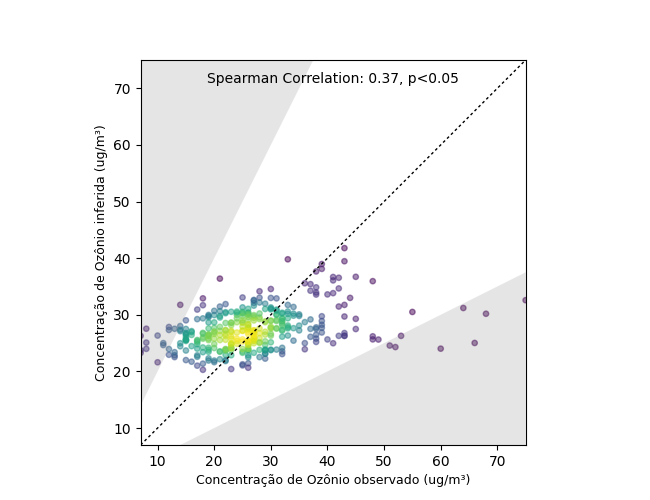 Spearman Correlation: 0.37, p<0.05
Concentração de Ozônio inferida (ug/m³)
70
60
50
40
30
20
10
10 20 30 40 50 60 70
Concentração de Ozônio observado (ug/m³)